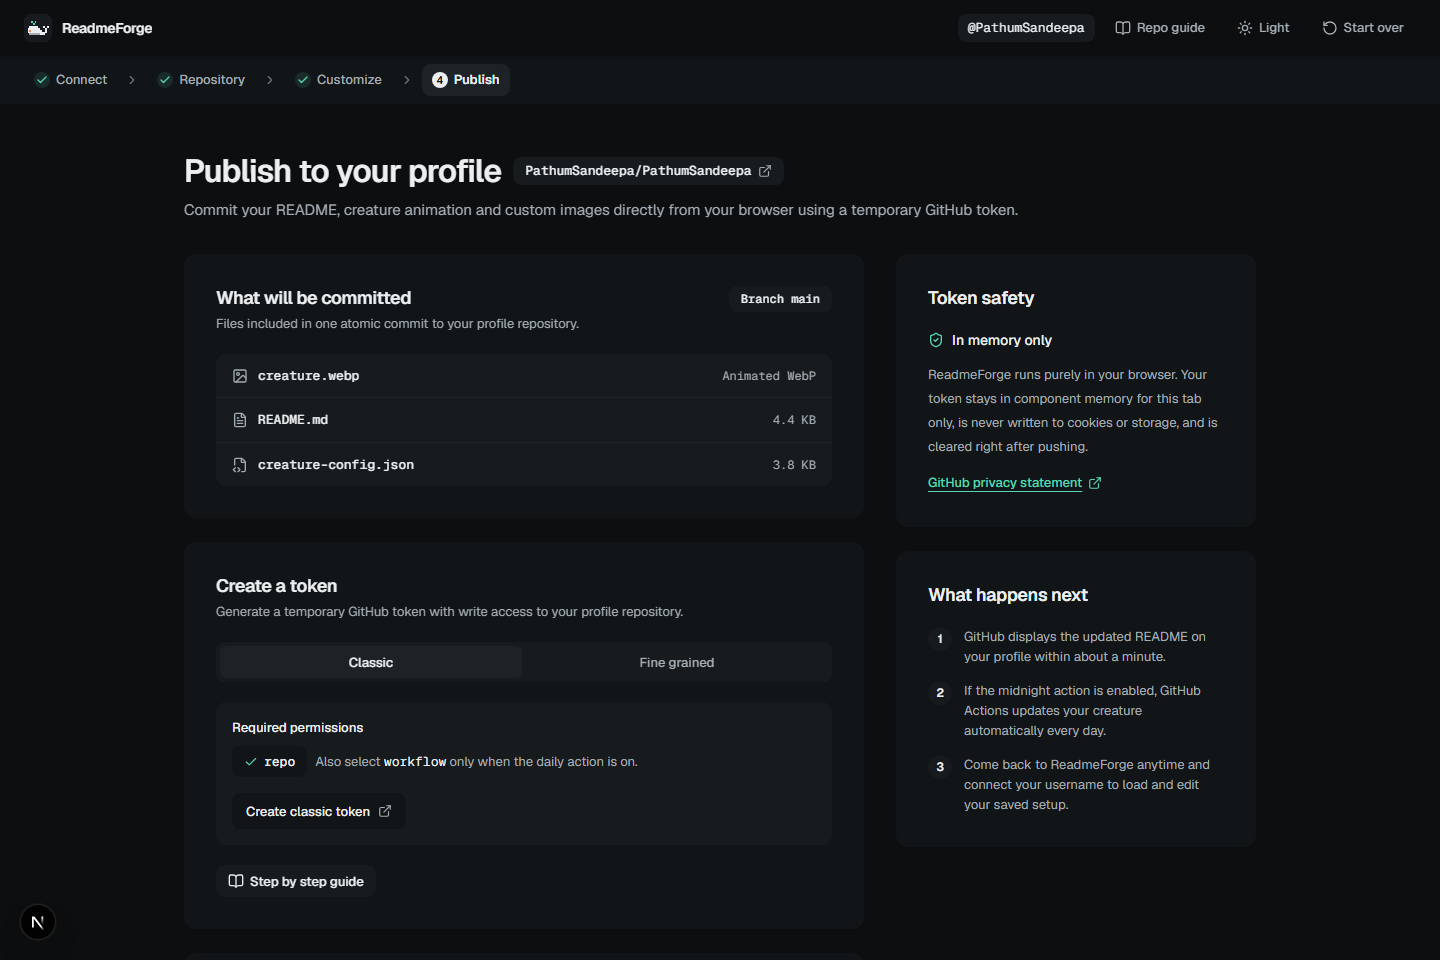 ReadmeForge
@PathumSandeepa
Repo guide
Light
Start over
Connect
Repository
Customize
4 Publish
Publish to your profile
PathumSandeepa/PathumSandeepa
Commit your README, creature animation and custom images directly from your browser using a temporary GitHub token.
What will be committed
Branch main
Files included in one atomic commit to your profile repository.
creature.webp
Animated WebP
README.md
4.4 KB
creature-config.json
3.8 KB
Create a token
Generate a temporary GitHub token with write access to your profile repository.
Classic
Fine grained
Required permissions
repo
Also select workflow only when the daily action is on.
Create classic token
Step by step guide
Token safety
In memory only
ReadmeForge runs purely in your browser. Your
token stays in component memory for this tab
only, is never written to cookies or storage, and is
cleared right after pushing.
GitHub privacy statement
What happens next
1 GitHub displays the updated README on
your profile within about a minute.
2 If the midnight action is enabled, GitHub
Actions updates your creature
automatically every day.
3 Come back to ReadmeForge anytime and
connect your username to load and edit
your saved setup.
N